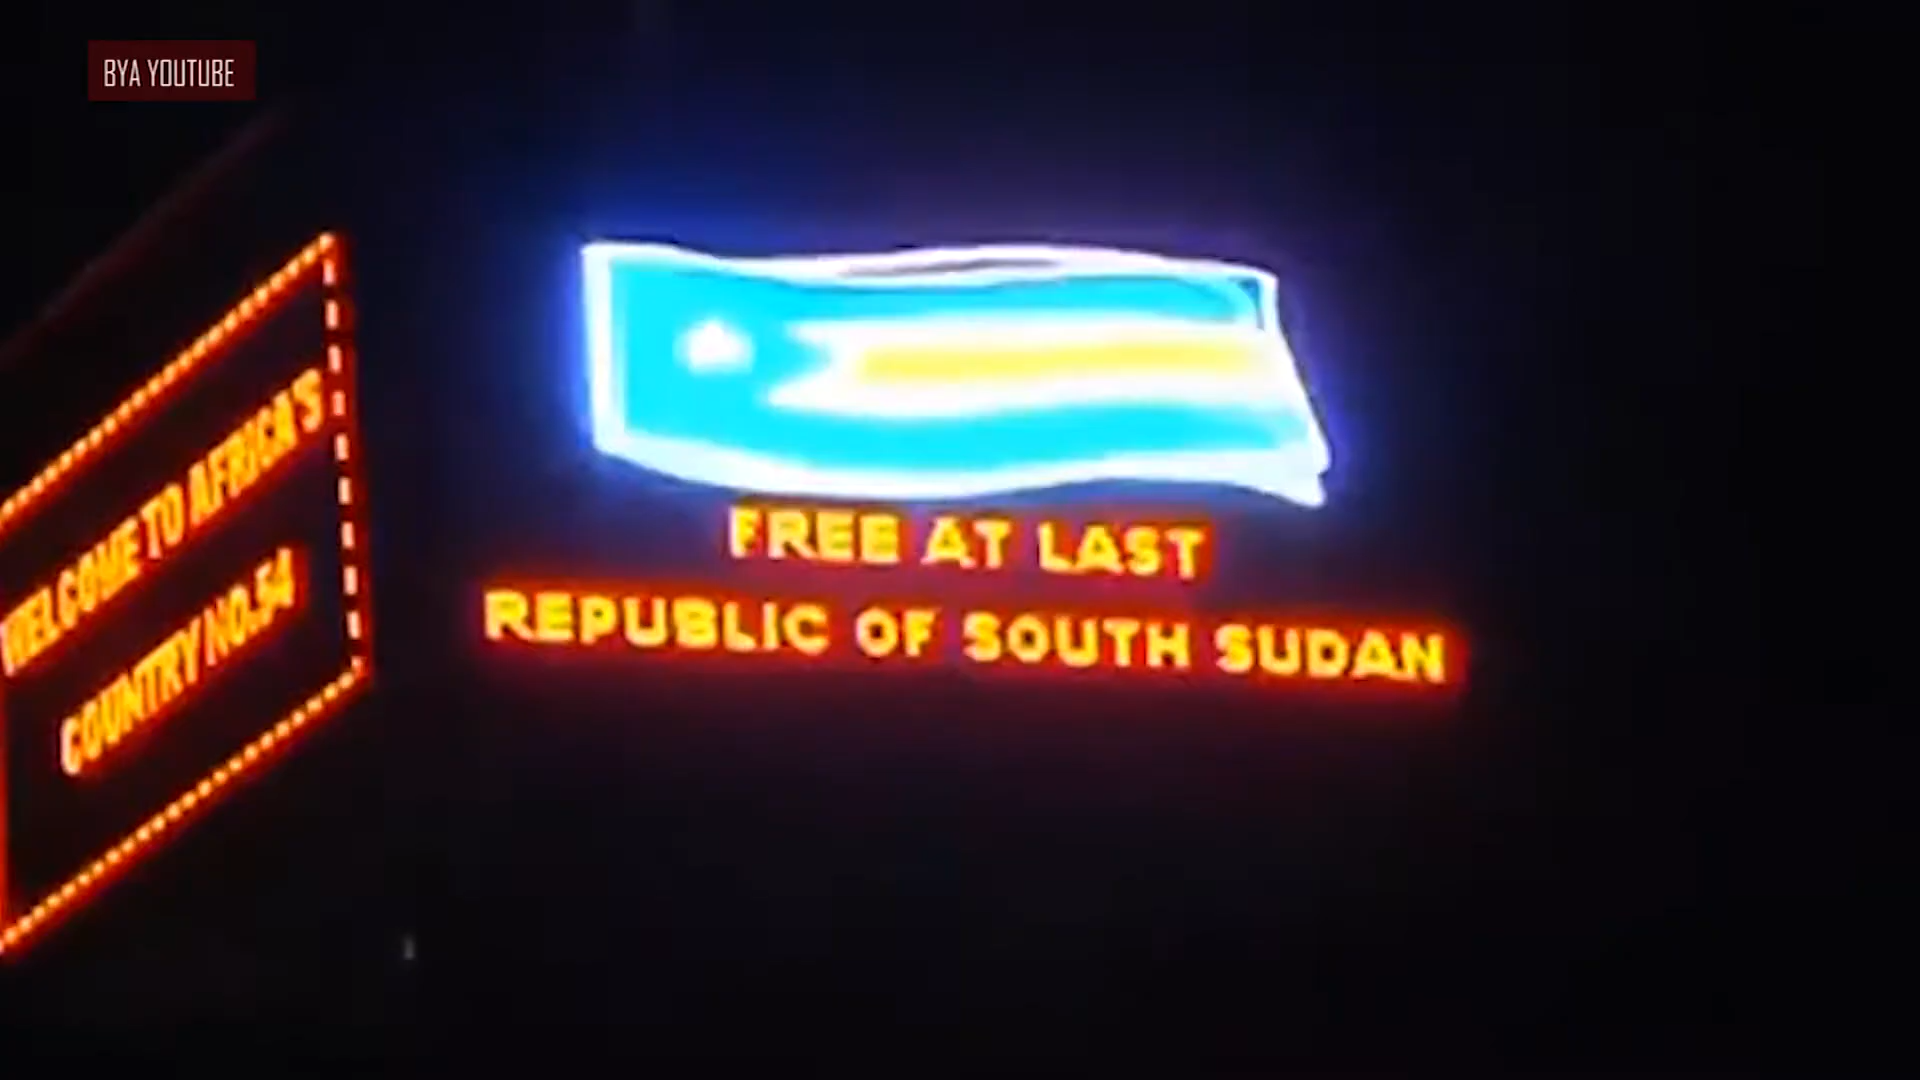 BYA YOUTUBE
WELCOME TO AFRICA'S
COUNTRY NO.54
FREE AT LAST
REPUBLIC OF SOUTH SUDAN